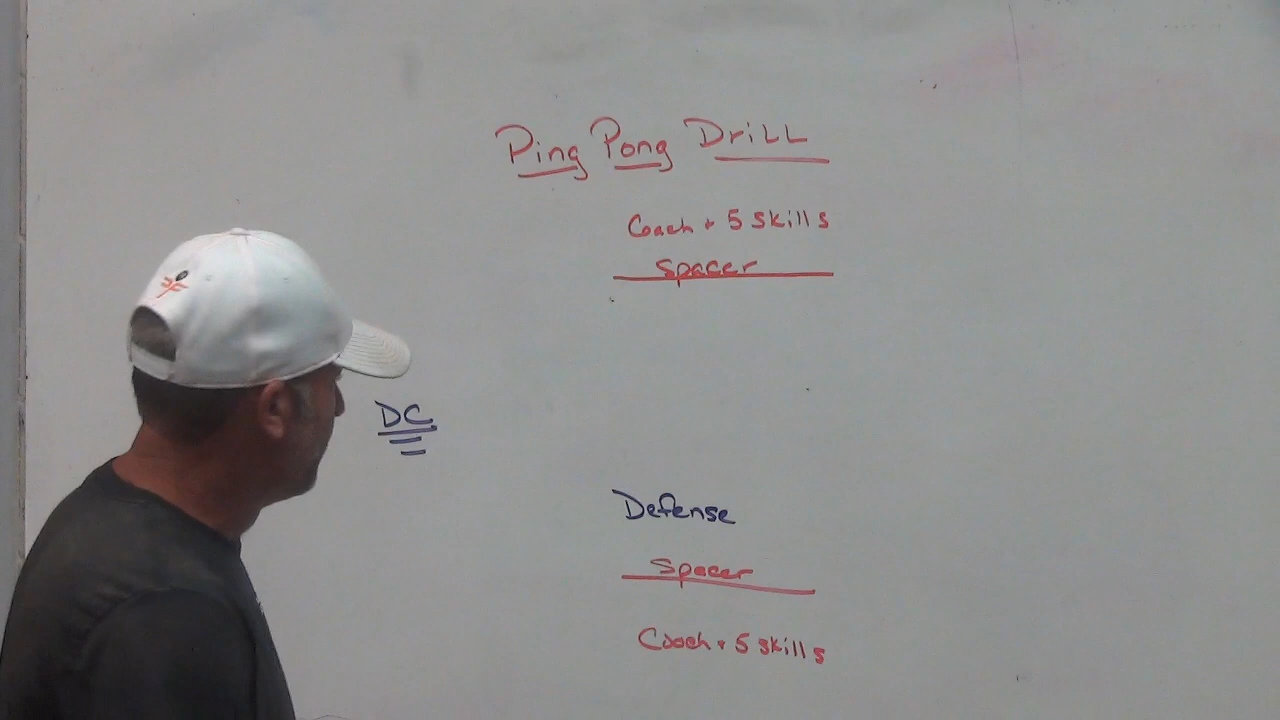 Ping Pong Drill
Coach + 5 skills
Spacer
DC
Defense
Spacer
Coach + 5 skills